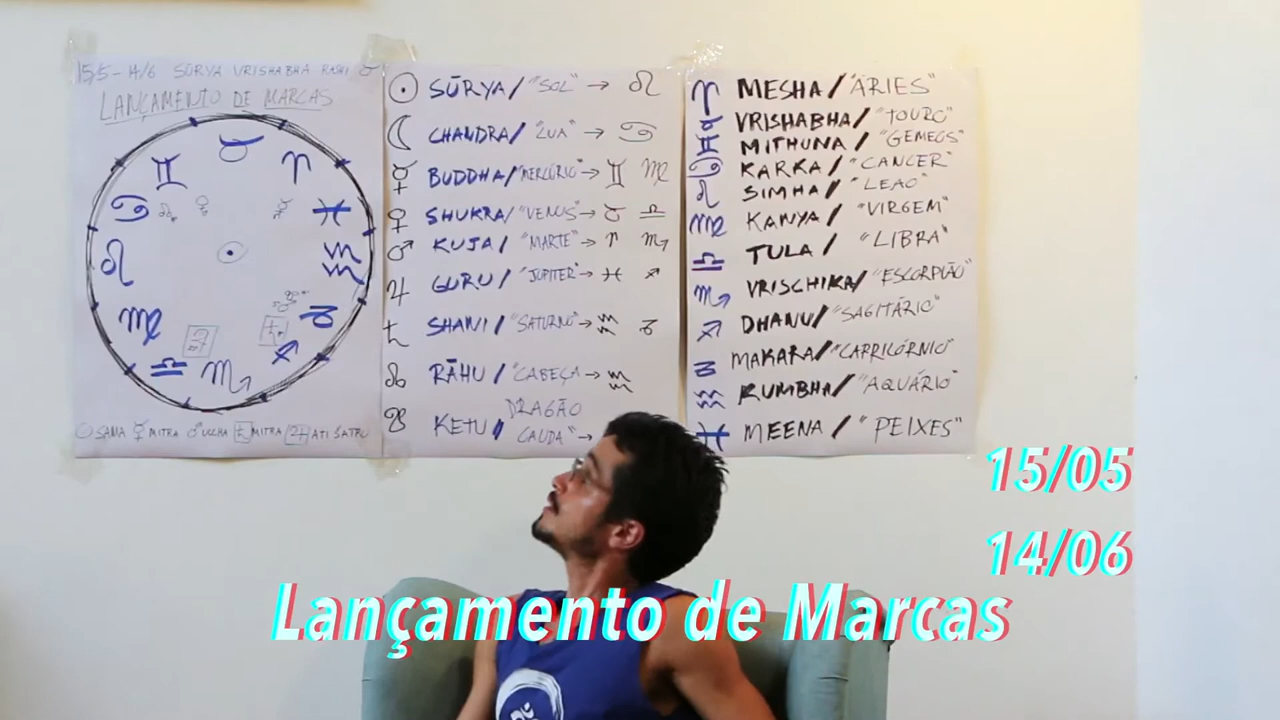 15/5 - 14/6 SŪRYA VRISHABHA RASHI ♉
LANÇAMENTO DE MARCAS
♉
♊ ♈
♋ ♓
♌ ☉ ♒
♍ ♑
♎ ♏ ♐
☉ SAMA ☿ MITRA ♂ UCCHA ♄ MITRA ♃ ATI SATRU
☉ SŪRYA / "SOL" → ♌
☾ CHANDRA / "LUA" → ♋
☿ BUDDHA / "MERCÚRIO" → ♊ ♍
♀ SHUKRA / "VENUS" → ♉ ♎
♂ KUJA / "MARTE" → ♈ ♏
♃ GURU / "JUPITER" → ♓ ♐
♄ SHANI / "SATURNO" → ♒ ♑
☊ RĀHU / "CABEÇA → ♒
DRAGÃO
☋ KETU / CAUDA" →
♈ MESHA / "ÁRIES"
♉ VRISHABHA / "TOURO"
♊ MITHUNA / "GEMEOS"
♋ KARKA / "CANCER"
♌ SIMHA / "LEAO"
♍ KANYA / "VIRGEM"
♎ TULA / "LIBRA"
♏ VRISCHIKA / "ESCORPIÃO"
♐ DHANU / "SAGITÁRIO"
♑ MAKARA / "CAPRICÓRNIO"
♒ KUMBHA / "AQUÁRIO"
♓ MEENA / "PEIXES"
15/05
14/06
Lançamento de Marcas